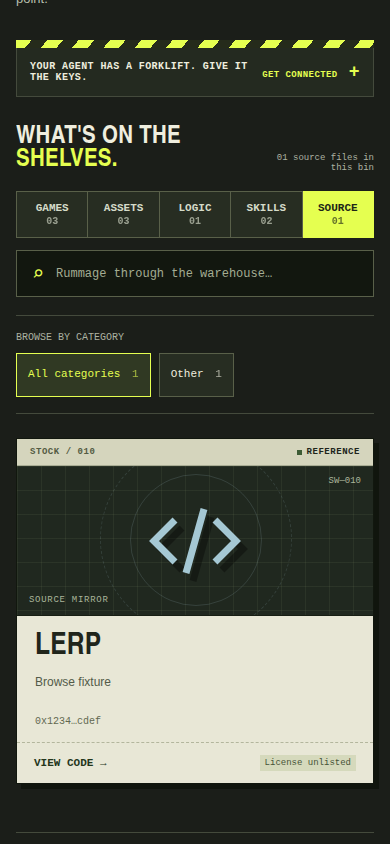 point.
YOUR AGENT HAS A FORKLIFT. GIVE IT
THE KEYS.
GET CONNECTED +
WHAT'S ON THE
SHELVES.
01 source files in
this bin
GAMES
03
ASSETS
03
LOGIC
01
SKILLS
02
SOURCE
01
Rummage through the warehouse…
BROWSE BY CATEGORY
All categories 1
Other 1
STOCK / 010
REFERENCE
SW—010
</>
SOURCE MIRROR
LERP
Browse fixture
0x1234…cdef
VIEW CODE →
License unlisted